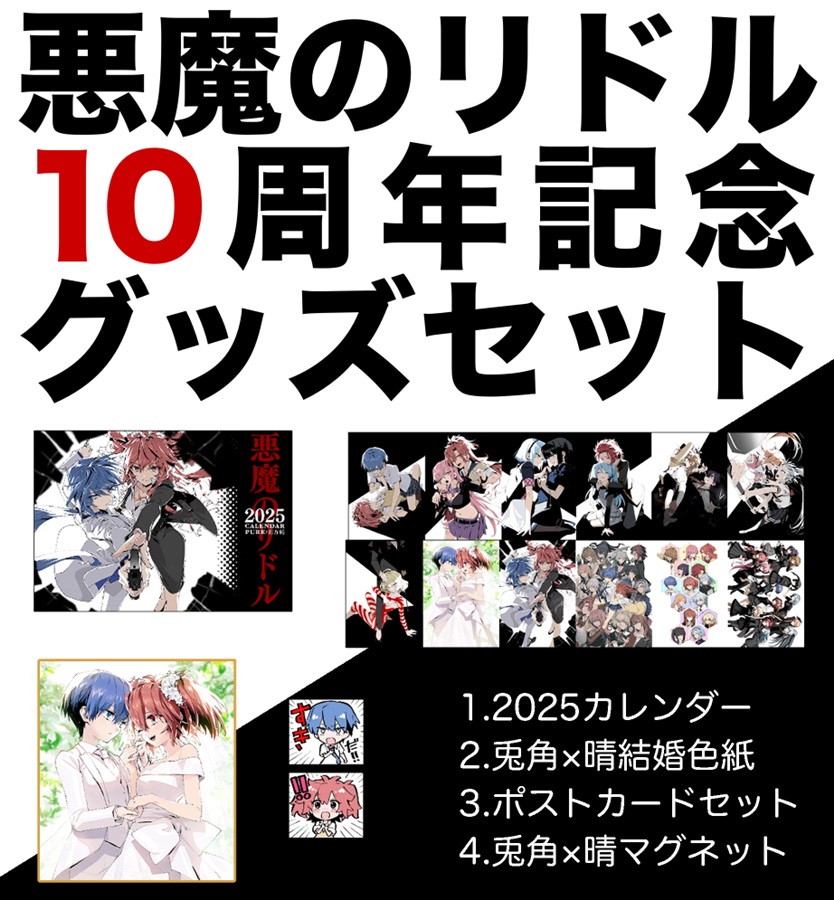 悪魔のリドル
10周年記念
グッズセット
悪魔のリドル
2025
CALENDAR
すき
だ!!
!!
1.2025カレンダー
2.兎角×晴結婚色紙
3.ポストカードセット
4.兎角×晴マグネット